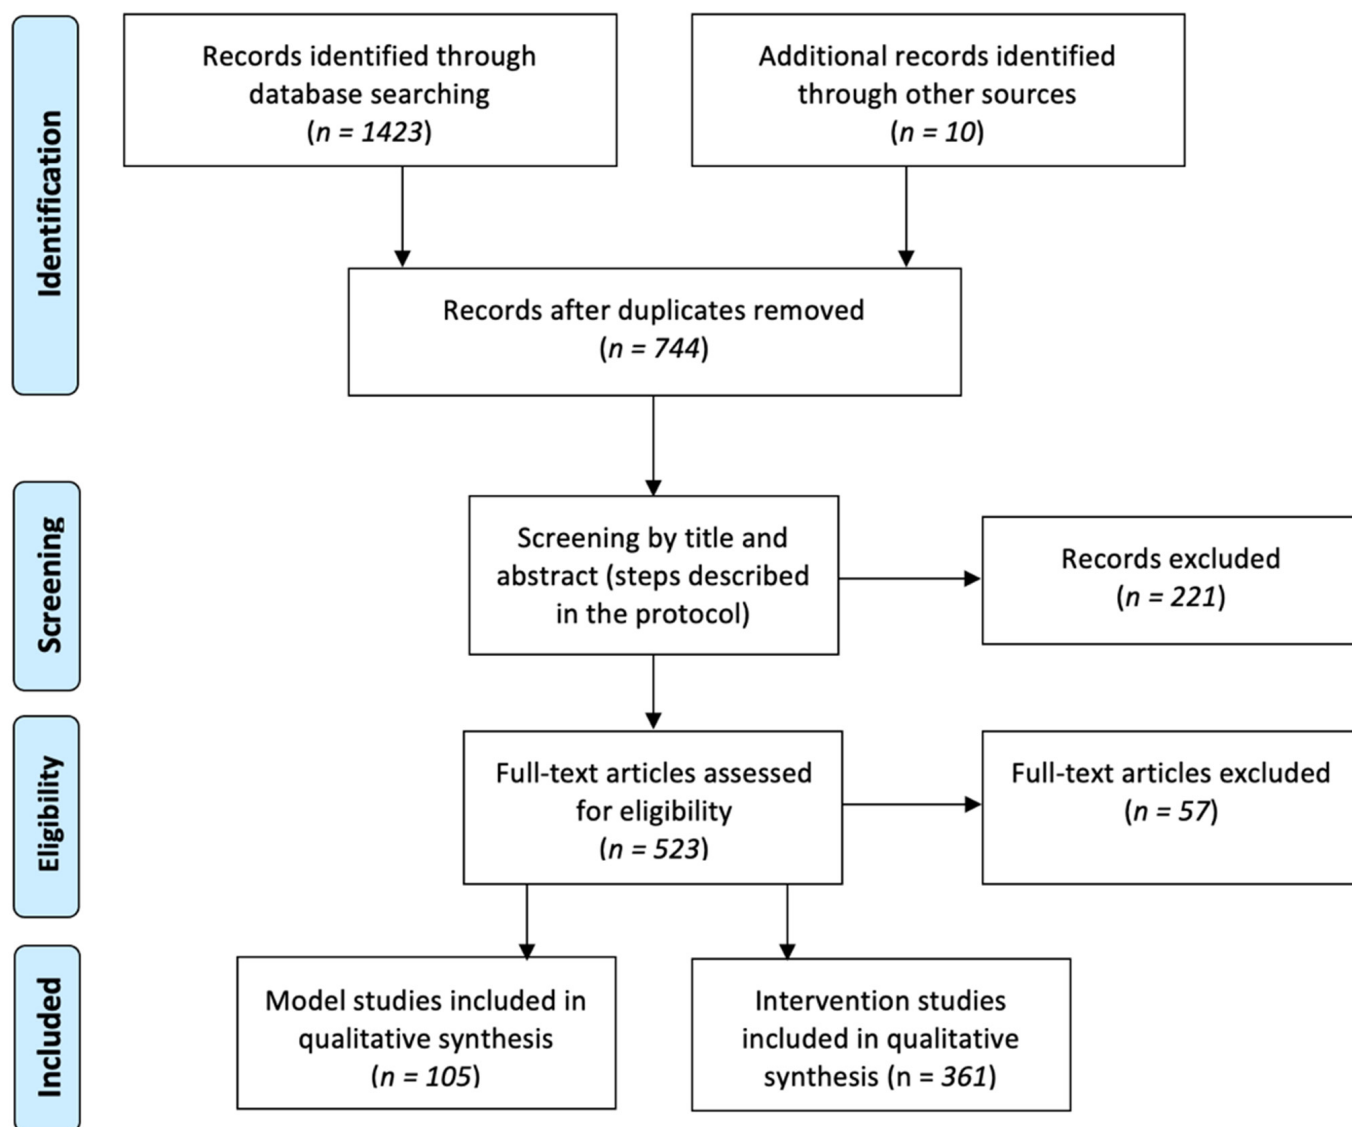 Identification
Records identified through
database searching
(n = 1423)
Additional records identified
through other sources
(n = 10)
Records after duplicates removed
(n = 744)
Screening
Screening by title and
abstract (steps described
in the protocol)
Records excluded
(n = 221)
Eligibility
Full-text articles assessed
for eligibility
(n = 523)
Full-text articles excluded
(n = 57)
Included
Model studies included in
qualitative synthesis
(n = 105)
Intervention studies
included in qualitative
synthesis (n = 361)